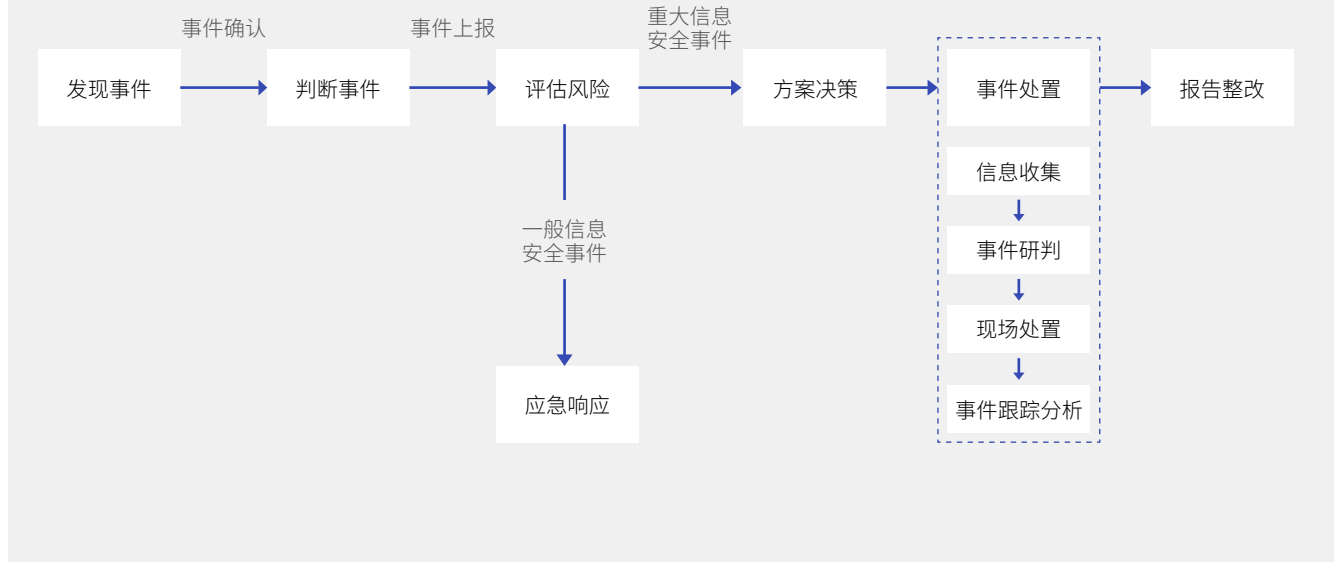 事件确认
事件上报
重大信息
安全事件
发现事件
判断事件
评估风险
方案决策
事件处置
报告整改
信息收集
一般信息
安全事件
事件研判
现场处置
应急响应
事件跟踪分析